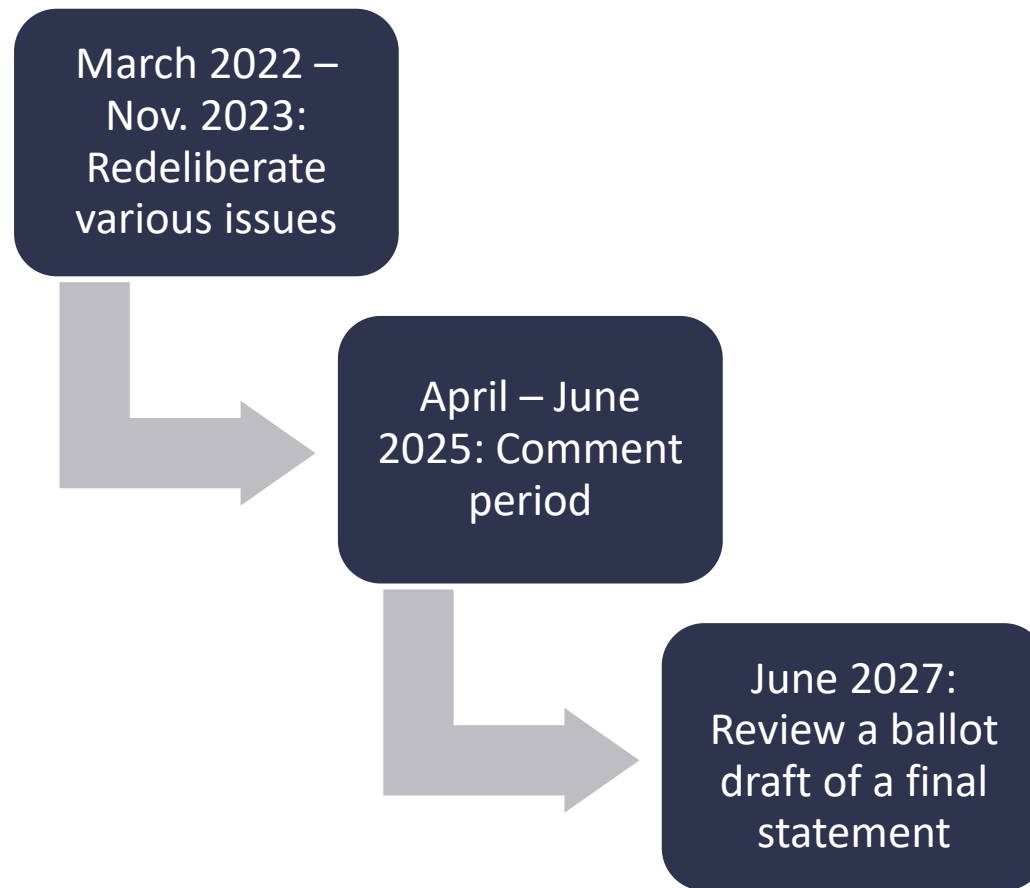 March 2022 –
Nov. 2023:
Redeliberate
various issues
April – June
2025: Comment
period
June 2027:
Review a ballot
draft of a final
statement